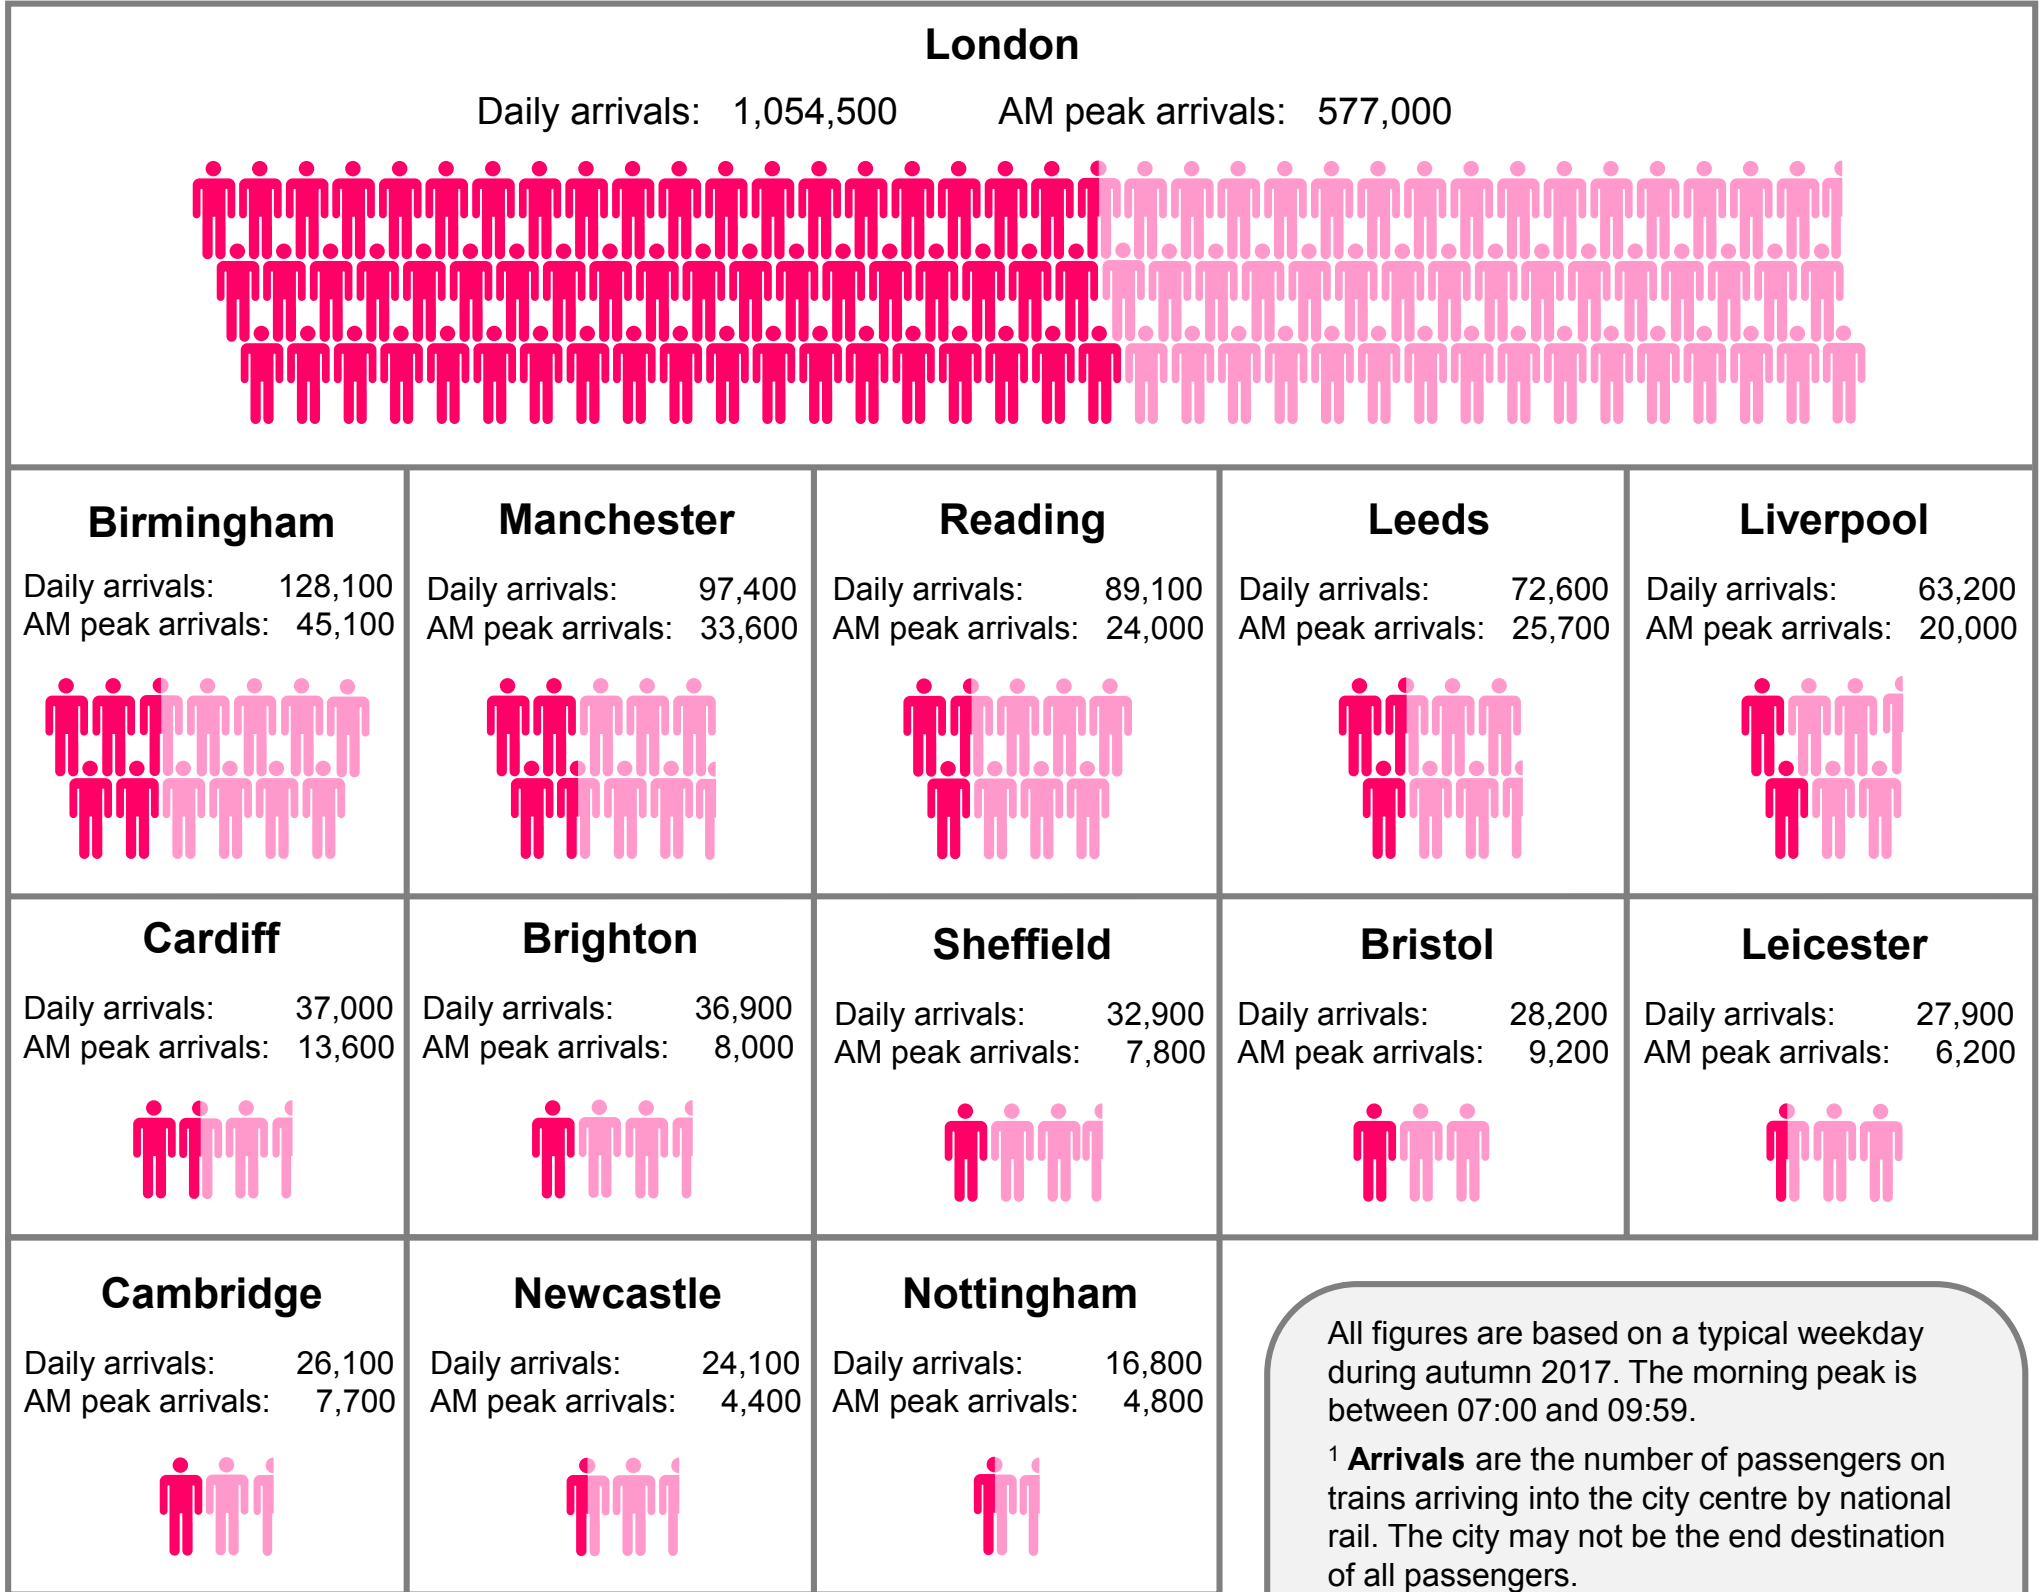 London
Daily arrivals: 1,054,500 AM peak arrivals: 577,000
Birmingham
Daily arrivals: 128,100
AM peak arrivals: 45,100
Manchester
Daily arrivals: 97,400
AM peak arrivals: 33,600
Reading
Daily arrivals: 89,100
AM peak arrivals: 24,000
Leeds
Daily arrivals: 72,600
AM peak arrivals: 25,700
Liverpool
Daily arrivals: 63,200
AM peak arrivals: 20,000
Cardiff
Daily arrivals: 37,000
AM peak arrivals: 13,600
Brighton
Daily arrivals: 36,900
AM peak arrivals: 8,000
Sheffield
Daily arrivals: 32,900
AM peak arrivals: 7,800
Bristol
Daily arrivals: 28,200
AM peak arrivals: 9,200
Leicester
Daily arrivals: 27,900
AM peak arrivals: 6,200
Cambridge
Daily arrivals: 26,100
AM peak arrivals: 7,700
Newcastle
Daily arrivals: 24,100
AM peak arrivals: 4,400
Nottingham
Daily arrivals: 16,800
AM peak arrivals: 4,800
All figures are based on a typical weekday
during autumn 2017. The morning peak is
between 07:00 and 09:59.
¹ Arrivals are the number of passengers on
trains arriving into the city centre by national
rail. The city may not be the end destination
of all passengers.